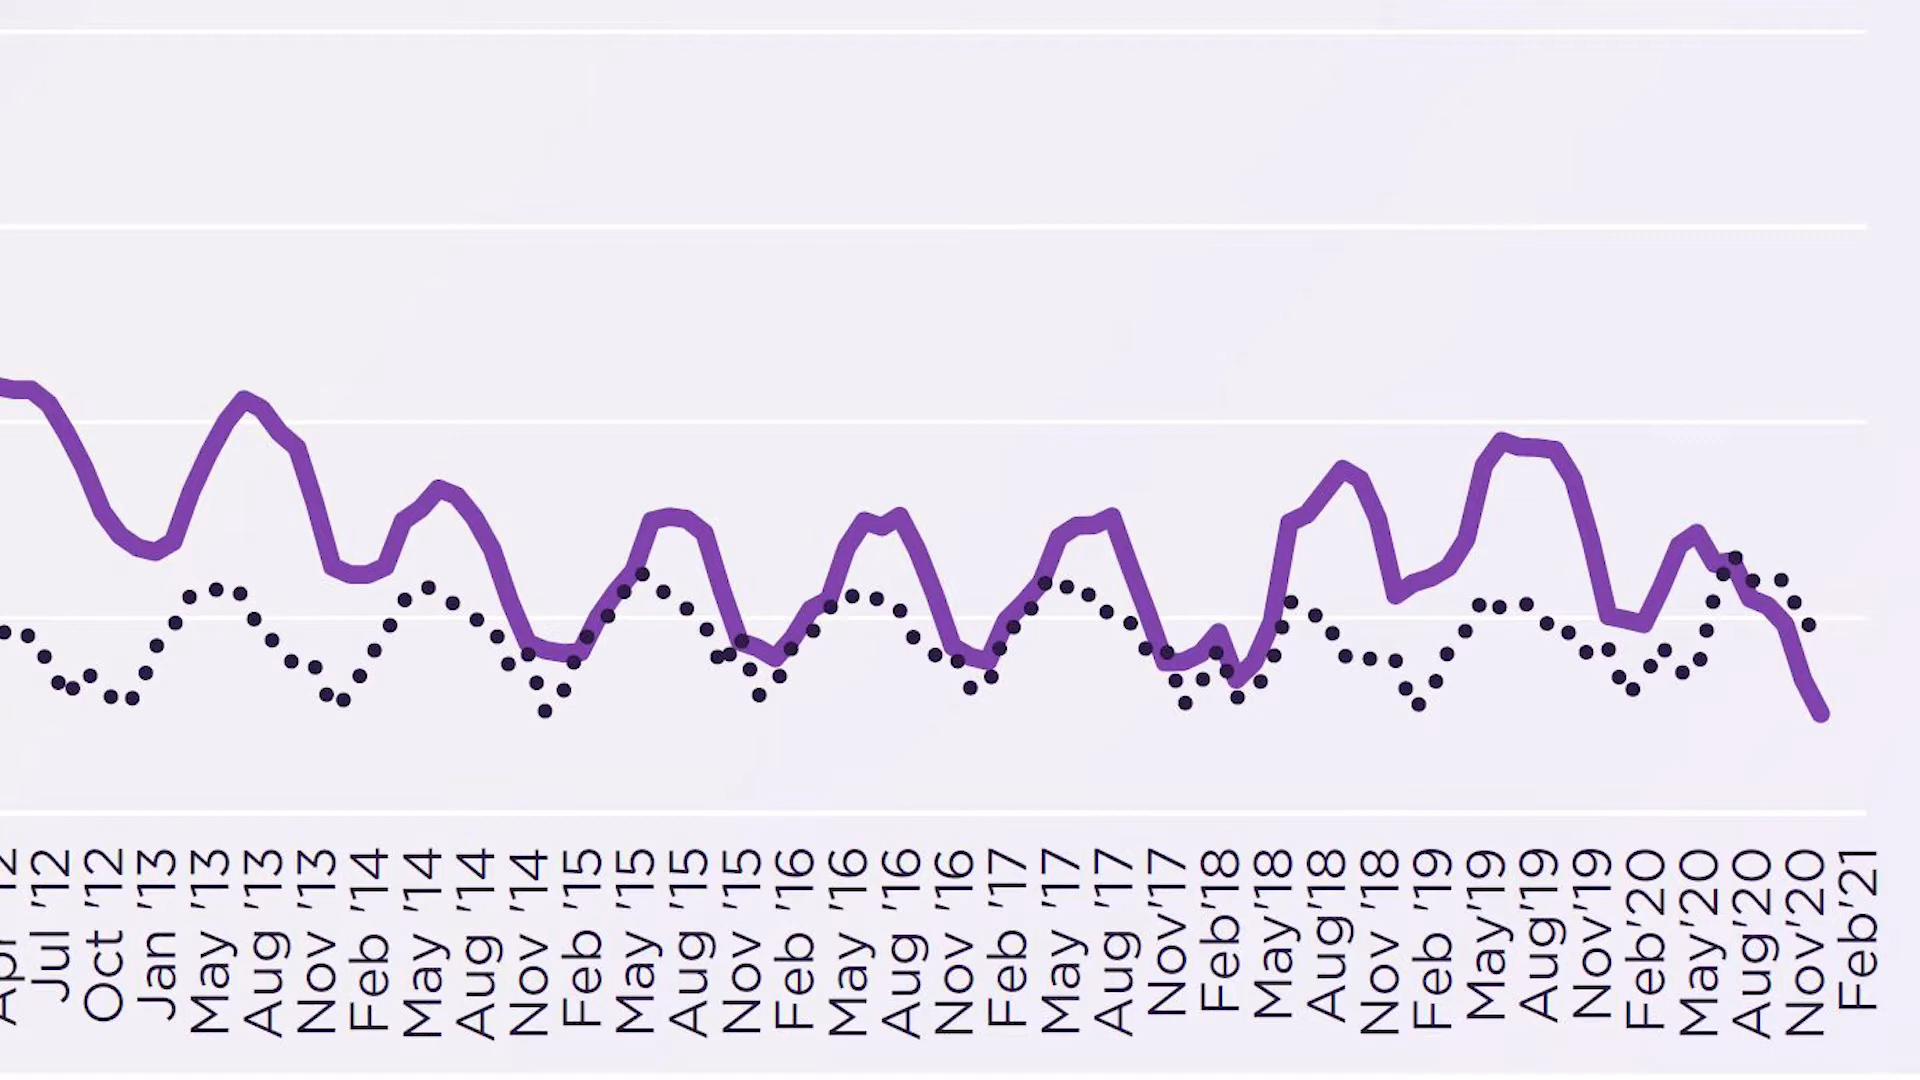 Jul '12
Oct '12
Jan '13
May '13
Aug '13
Nov '13
Feb '14
May '14
Aug '14
Nov '14
Feb '15
May '15
Aug '15
Nov '15
Feb '16
May '16
Aug '16
Nov '16
Feb '17
May '17
Aug '17
Nov'17
Feb'18
May'18
Aug'18
Nov '18
Feb '19
May'19
Aug'19
Nov'19
Feb'20
May'20
Aug'20
Nov'20
Feb'21